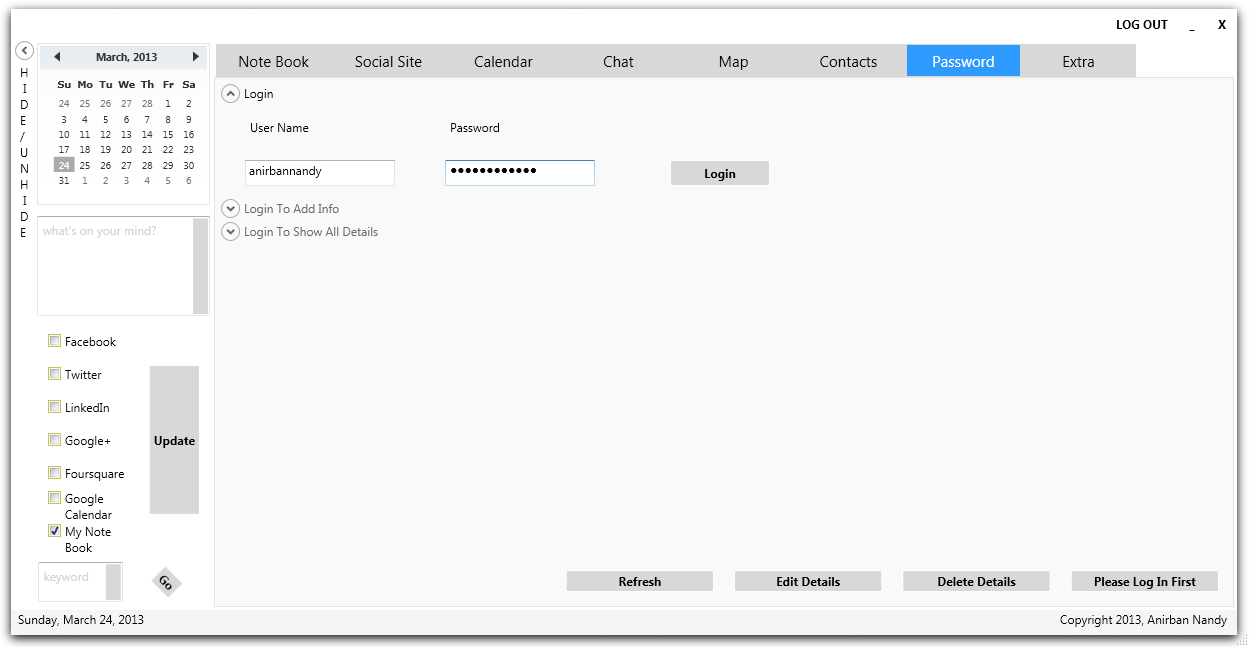 LOG OUT _ X
HIDE/UNHIDE
March, 2013
Su Mo Tu We Th Fr Sa
24 25 26 27 28 1 2
3 4 5 6 7 8 9
10 11 12 13 14 15 16
17 18 19 20 21 22 23
24 25 26 27 28 29 30
31 1 2 3 4 5 6
what's on your mind?
Facebook
Twitter
LinkedIn
Google+
Foursquare
Google
Calendar
My Note
Book
Update
keyword
Go
Note Book Social Site Calendar Chat Map Contacts Password Extra
Login
User Name Password
anirbannandy ●●●●●●●●●●●● Login
Login To Add Info
Login To Show All Details
Refresh Edit Details Delete Details Please Log In First
Sunday, March 24, 2013 Copyright 2013, Anirban Nandy